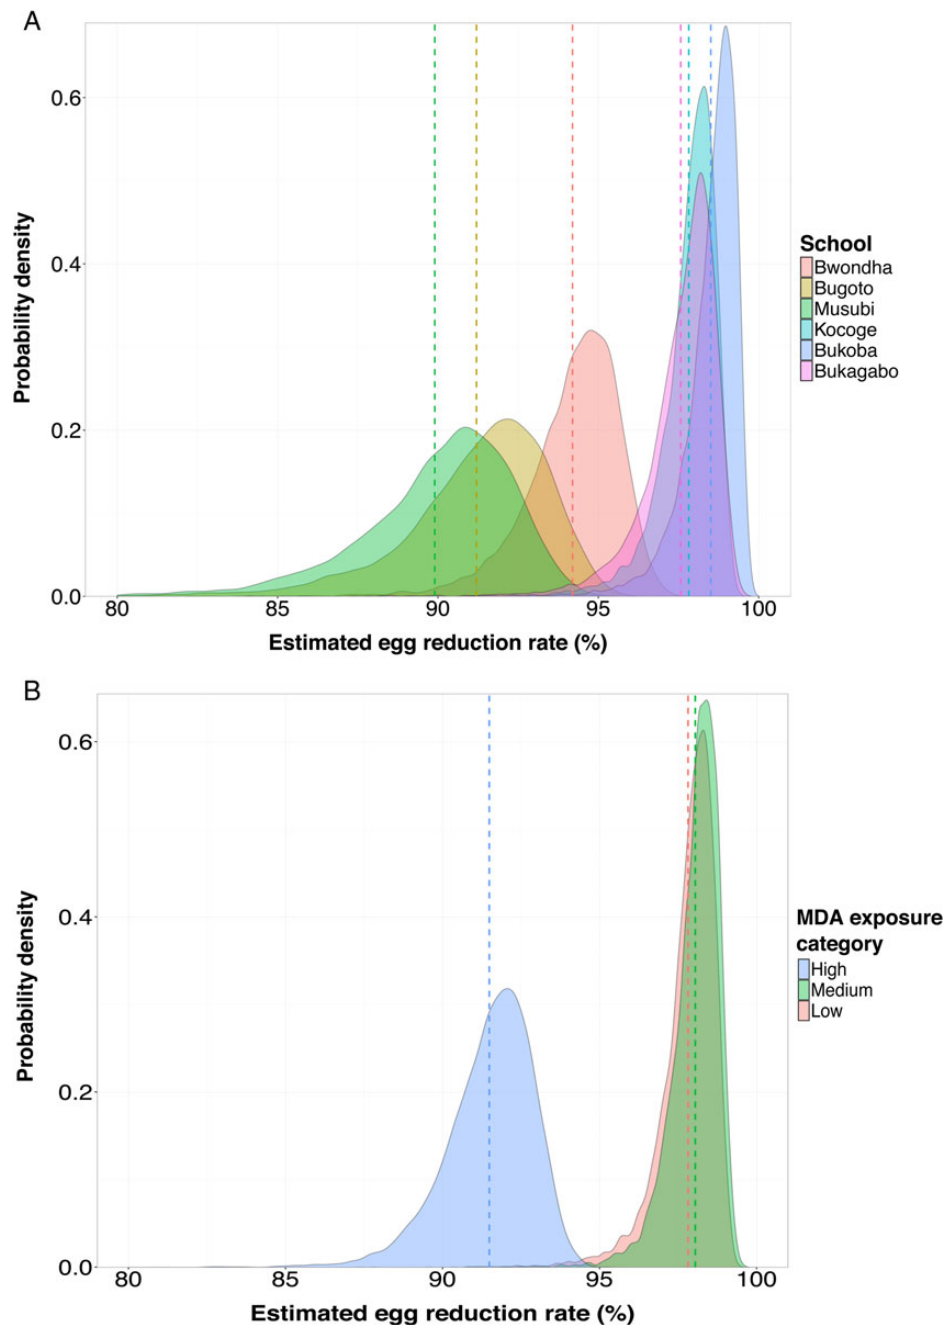 A
Probability density
0.6
0.4
0.2
0.0
80 85 90 95 100
Estimated egg reduction rate (%)
School
Bwondha
Bugoto
Musubi
Kocoge
Bukoba
Bukagabo
B
Probability density
0.6
0.4
0.2
0.0
80 85 90 95 100
Estimated egg reduction rate (%)
MDA exposure
category
High
Medium
Low